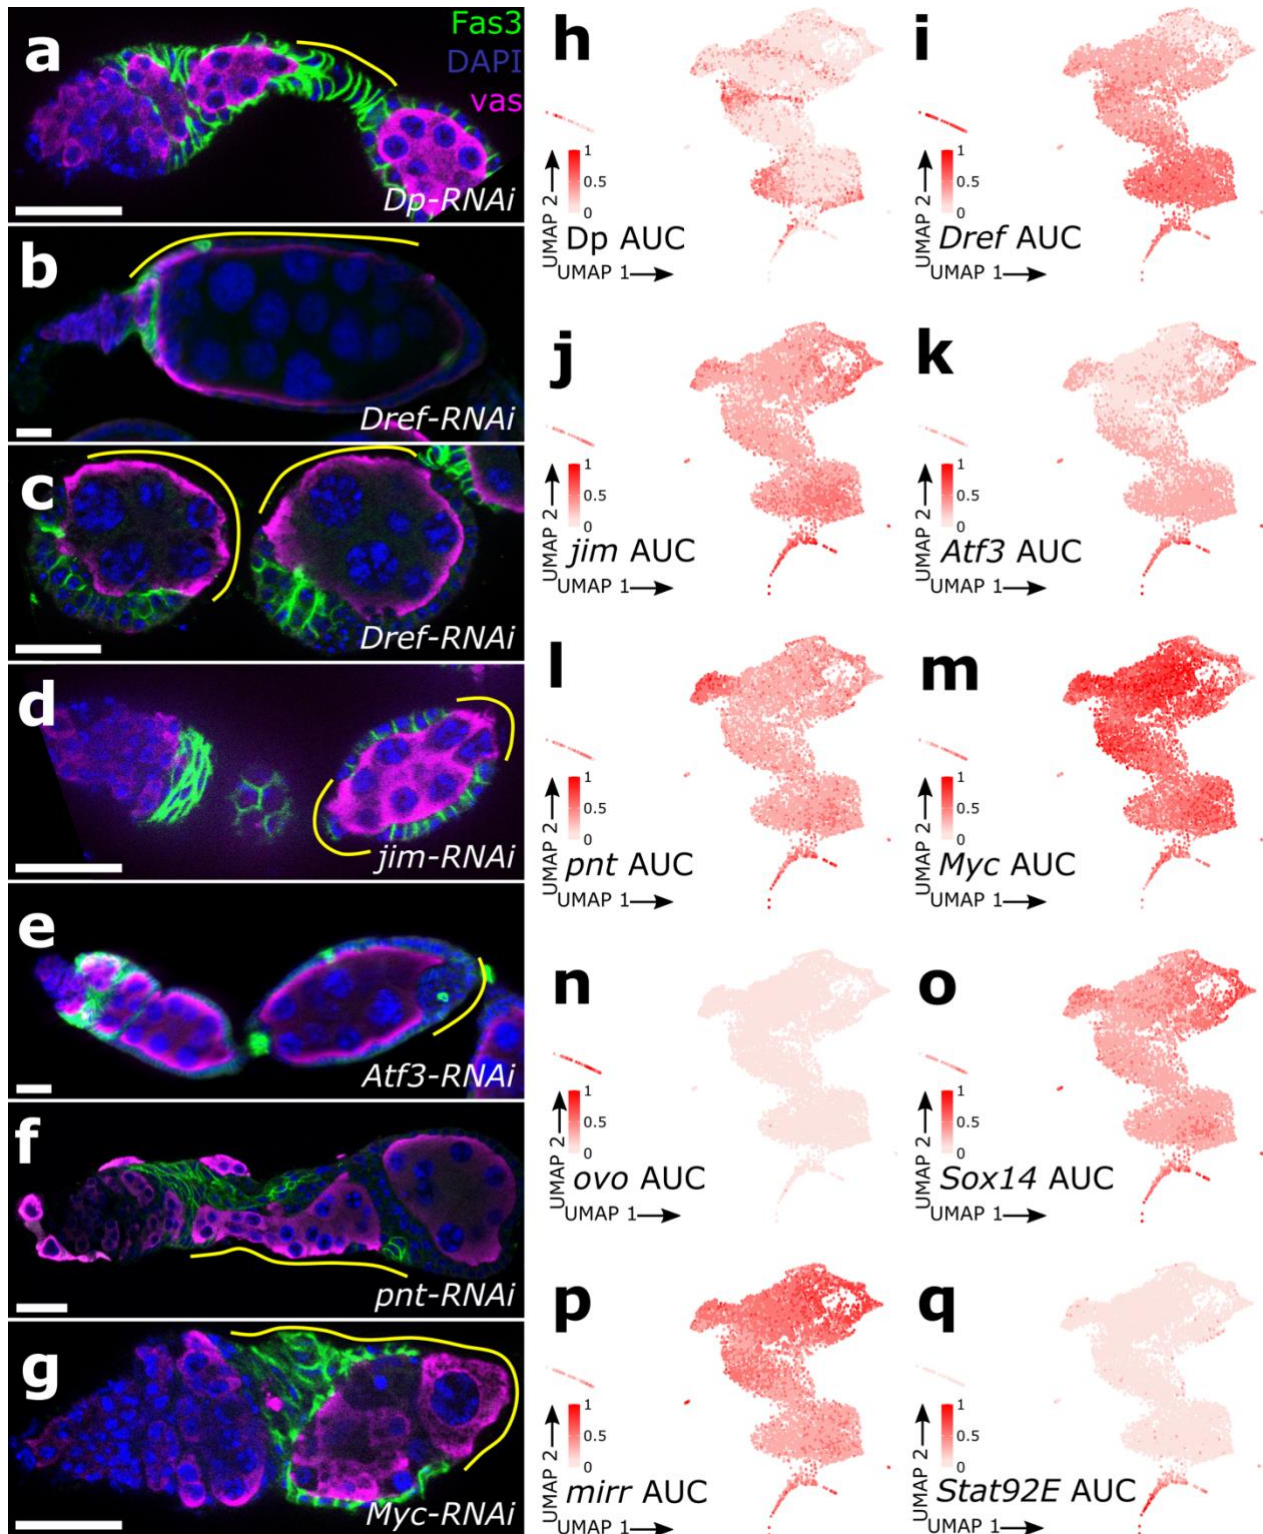 a
Fas3
DAPI
vas
Dp-RNAi
b
Dref-RNAi
c
Dref-RNAi
d
jim-RNAi
e
Atf3-RNAi
f
pnt-RNAi
g
Myc-RNAi
h
1
0.5
0
UMAP 2
Dp AUC
UMAP 1
i
1
0.5
0
UMAP 2
Dref AUC
UMAP 1
j
1
0.5
0
UMAP 2
jim AUC
UMAP 1
k
1
0.5
0
UMAP 2
Atf3 AUC
UMAP 1
l
1
0.5
0
UMAP 2
pnt AUC
UMAP 1
m
1
0.5
0
UMAP 2
Myc AUC
UMAP 1
n
1
0.5
0
UMAP 2
ovo AUC
UMAP 1
o
1
0.5
0
UMAP 2
Sox14 AUC
UMAP 1
p
1
0.5
0
UMAP 2
mirr AUC
UMAP 1
q
1
0.5
0
UMAP 2
Stat92E AUC
UMAP 1